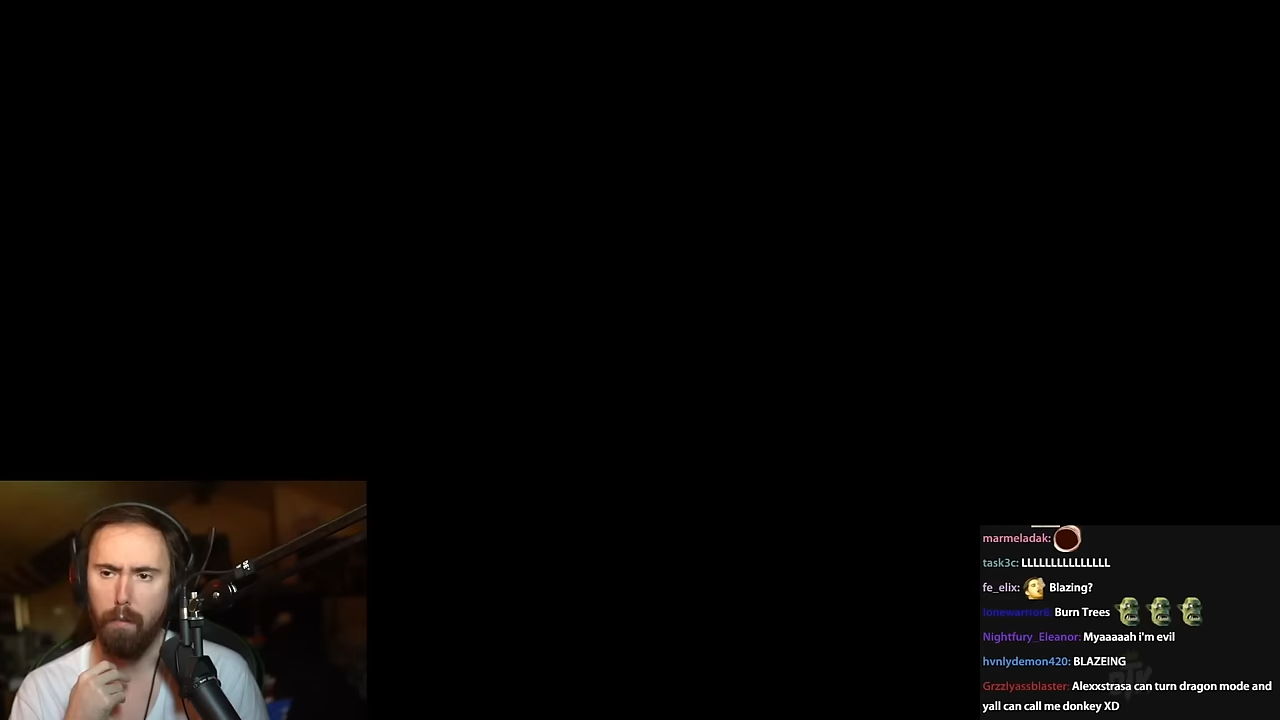 marmeladak:
task3c: LLLLLLLLLLLLLLL
fe_elix: Blazing?
lonewarrior6: Burn Trees
Nightfury_Eleanor: Myaaaaah i'm evil
hvnlydemon420: BLAZEING
Grzzlyassblaster: Alexxstrasa can turn dragon mode and
yall can call me donkey XD